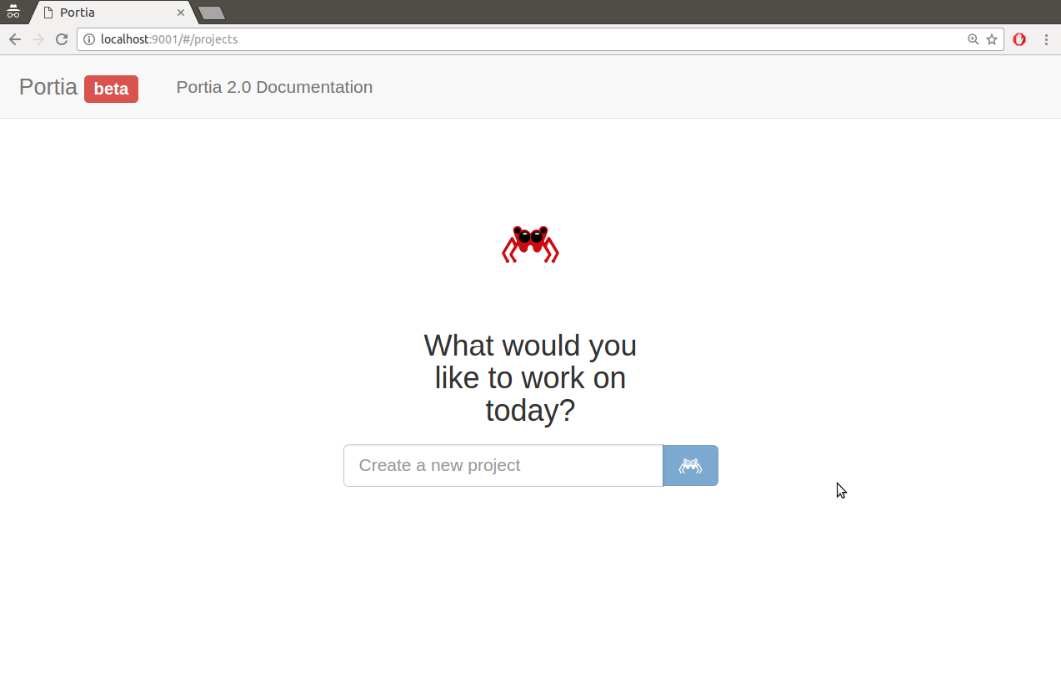 Portia
localhost:9001/#/projects
Portia beta Portia 2.0 Documentation
What would you
like to work on
today?
Create a new project